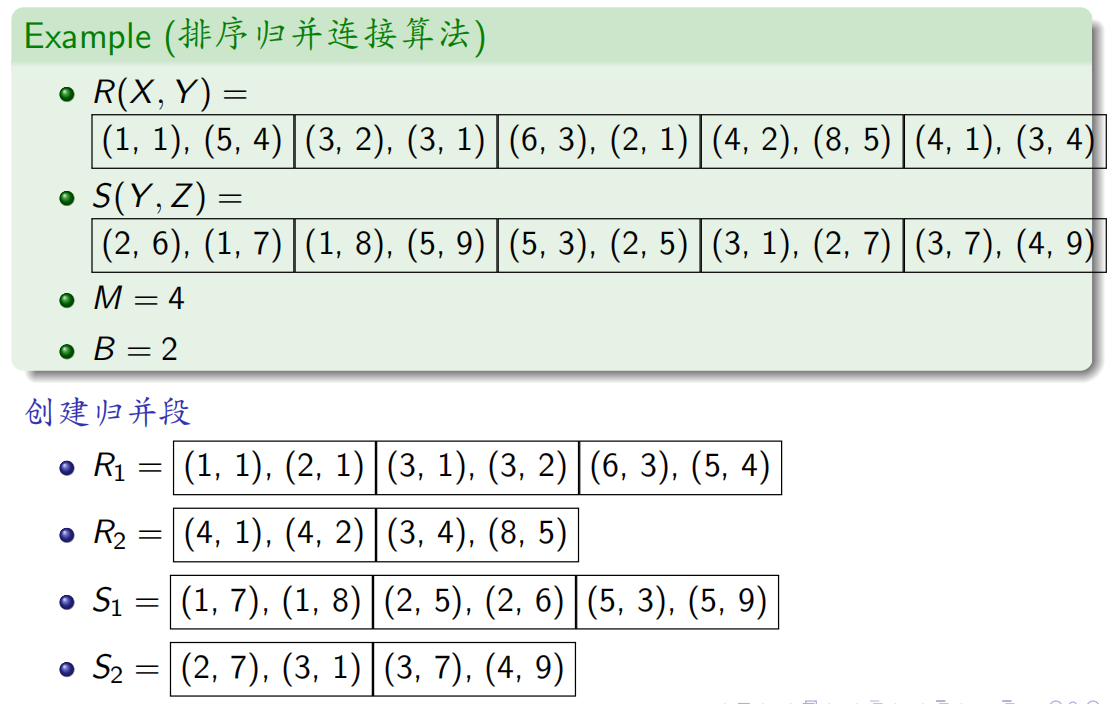 Example (排序归并连接算法)
R(X, Y) =
(1, 1), (5, 4) (3, 2), (3, 1) (6, 3), (2, 1) (4, 2), (8, 5) (4, 1), (3, 4)
S(Y, Z) =
(2, 6), (1, 7) (1, 8), (5, 9) (5, 3), (2, 5) (3, 1), (2, 7) (3, 7), (4, 9)
M = 4
B = 2
创建归并段
R₁ = (1, 1), (2, 1) (3, 1), (3, 2) (6, 3), (5, 4)
R₂ = (4, 1), (4, 2) (3, 4), (8, 5)
S₁ = (1, 7), (1, 8) (2, 5), (2, 6) (5, 3), (5, 9)
S₂ = (2, 7), (3, 1) (3, 7), (4, 9)